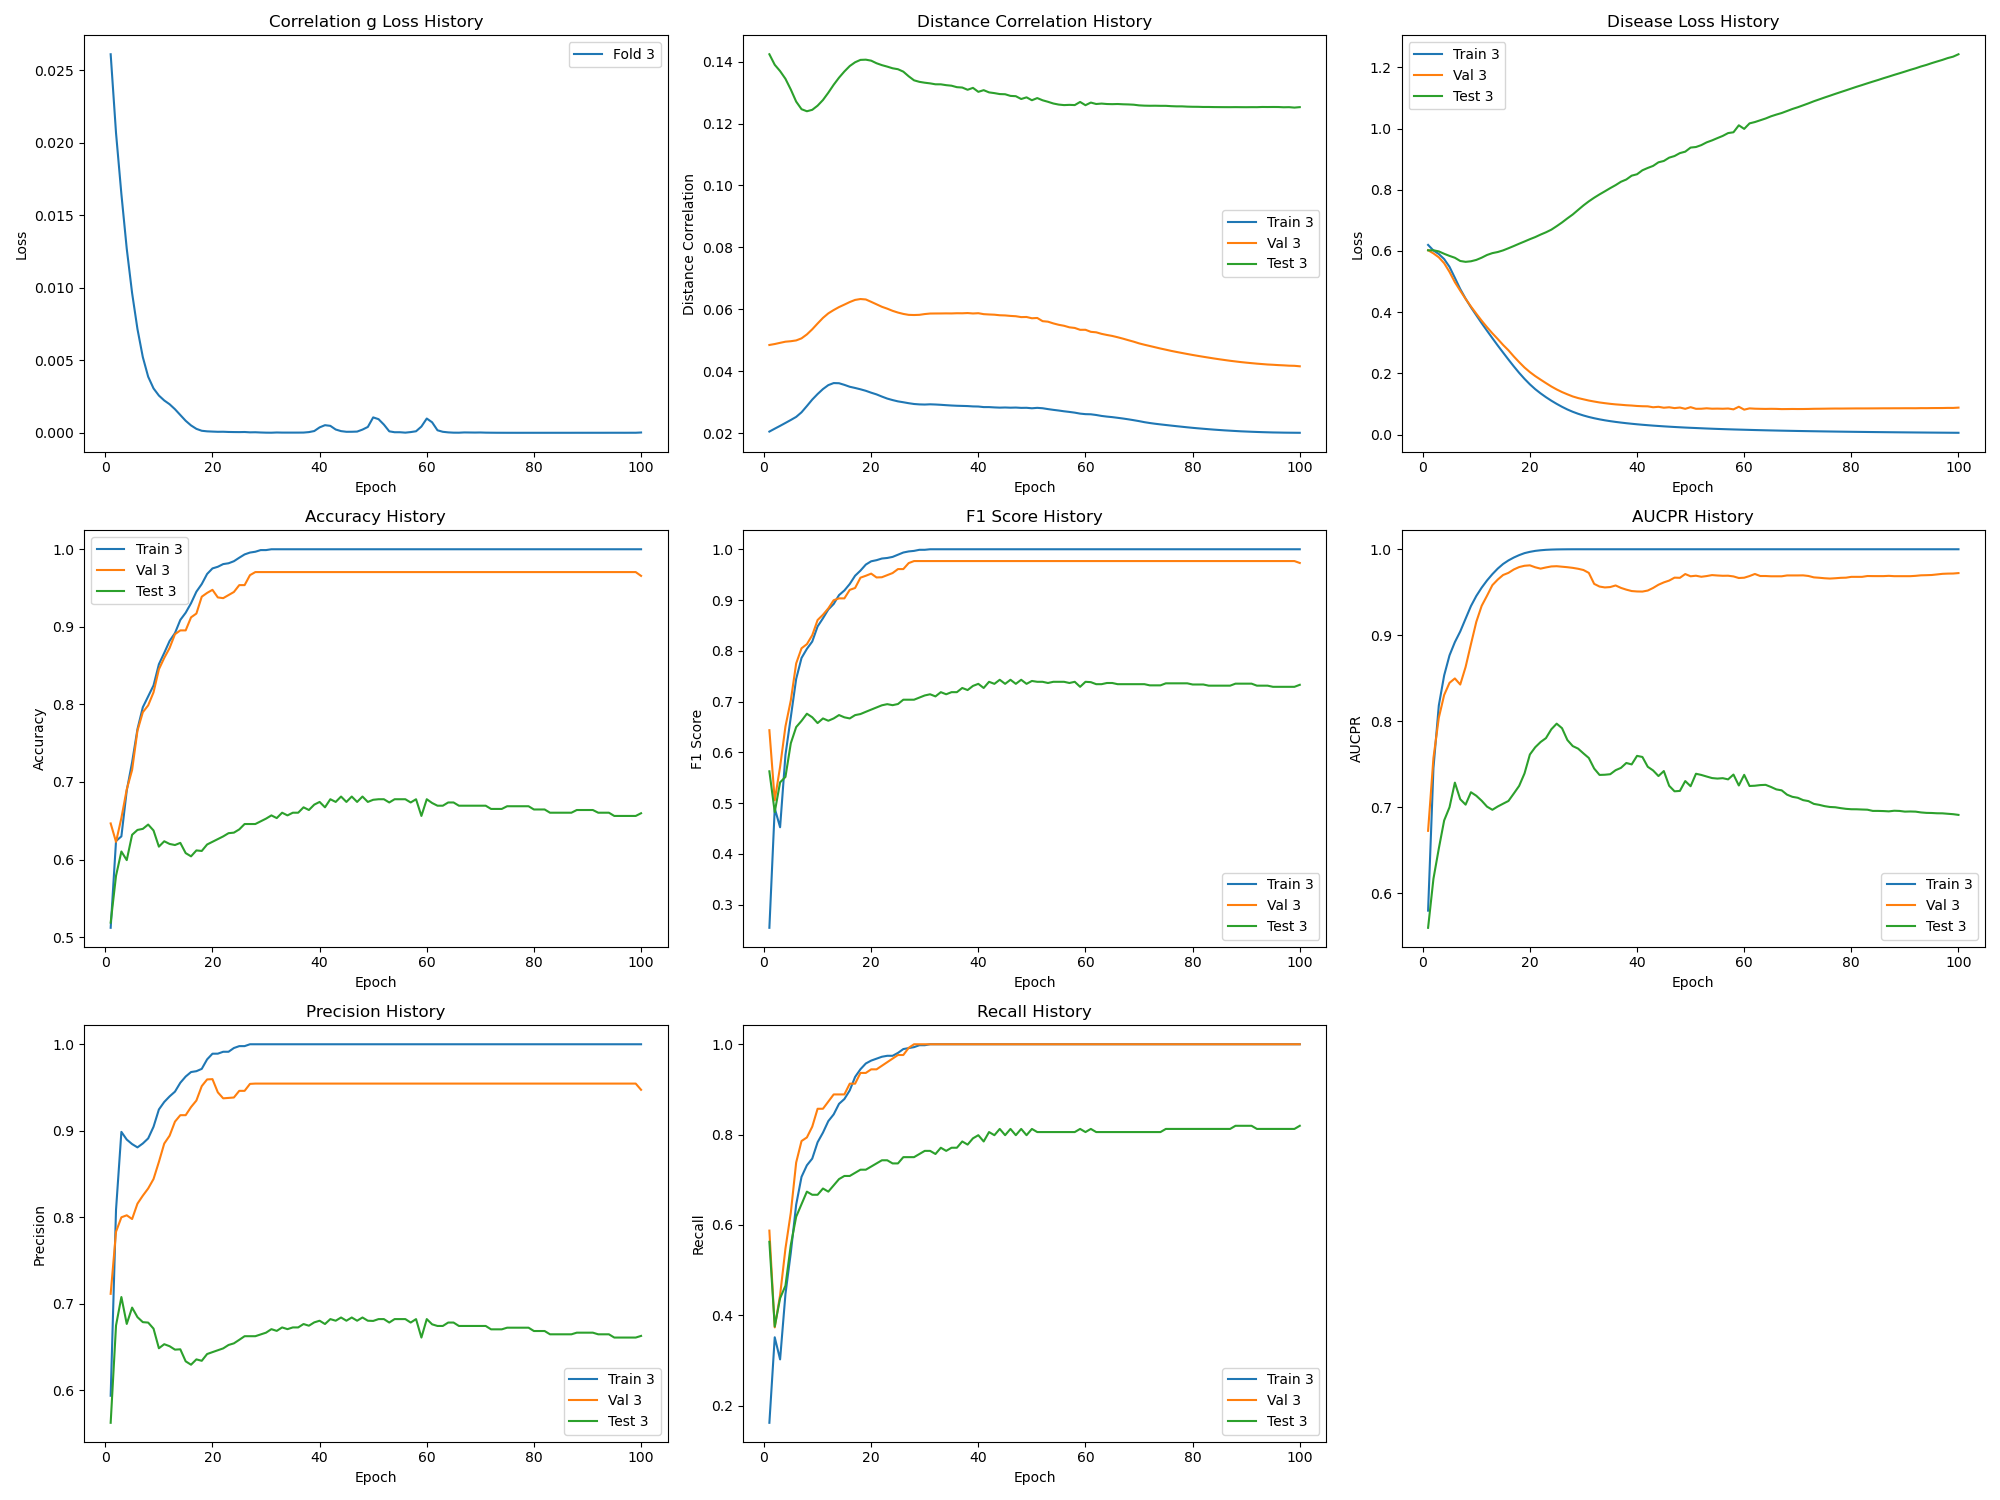 Correlation g Loss History
Loss
0.025
0.020
0.015
0.010
0.005
0.000
Fold 3
0 20 40 60 80 100
Epoch
Distance Correlation History
Distance Correlation
0.14
0.12
0.10
0.08
0.06
0.04
0.02
Train 3
Val 3
Test 3
0 20 40 60 80 100
Epoch
Disease Loss History
Loss
1.2
1.0
0.8
0.6
0.4
0.2
0.0
Train 3
Val 3
Test 3
0 20 40 60 80 100
Epoch
Accuracy History
Accuracy
1.0
0.9
0.8
0.7
0.6
0.5
Train 3
Val 3
Test 3
0 20 40 60 80 100
Epoch
F1 Score History
F1 Score
1.0
0.9
0.8
0.7
0.6
0.5
0.4
0.3
Train 3
Val 3
Test 3
0 20 40 60 80 100
Epoch
AUCPR History
AUCPR
1.0
0.9
0.8
0.7
0.6
Train 3
Val 3
Test 3
0 20 40 60 80 100
Epoch
Precision History
Precision
1.0
0.9
0.8
0.7
0.6
Train 3
Val 3
Test 3
0 20 40 60 80 100
Epoch
Recall History
Recall
1.0
0.8
0.6
0.4
0.2
Train 3
Val 3
Test 3
0 20 40 60 80 100
Epoch